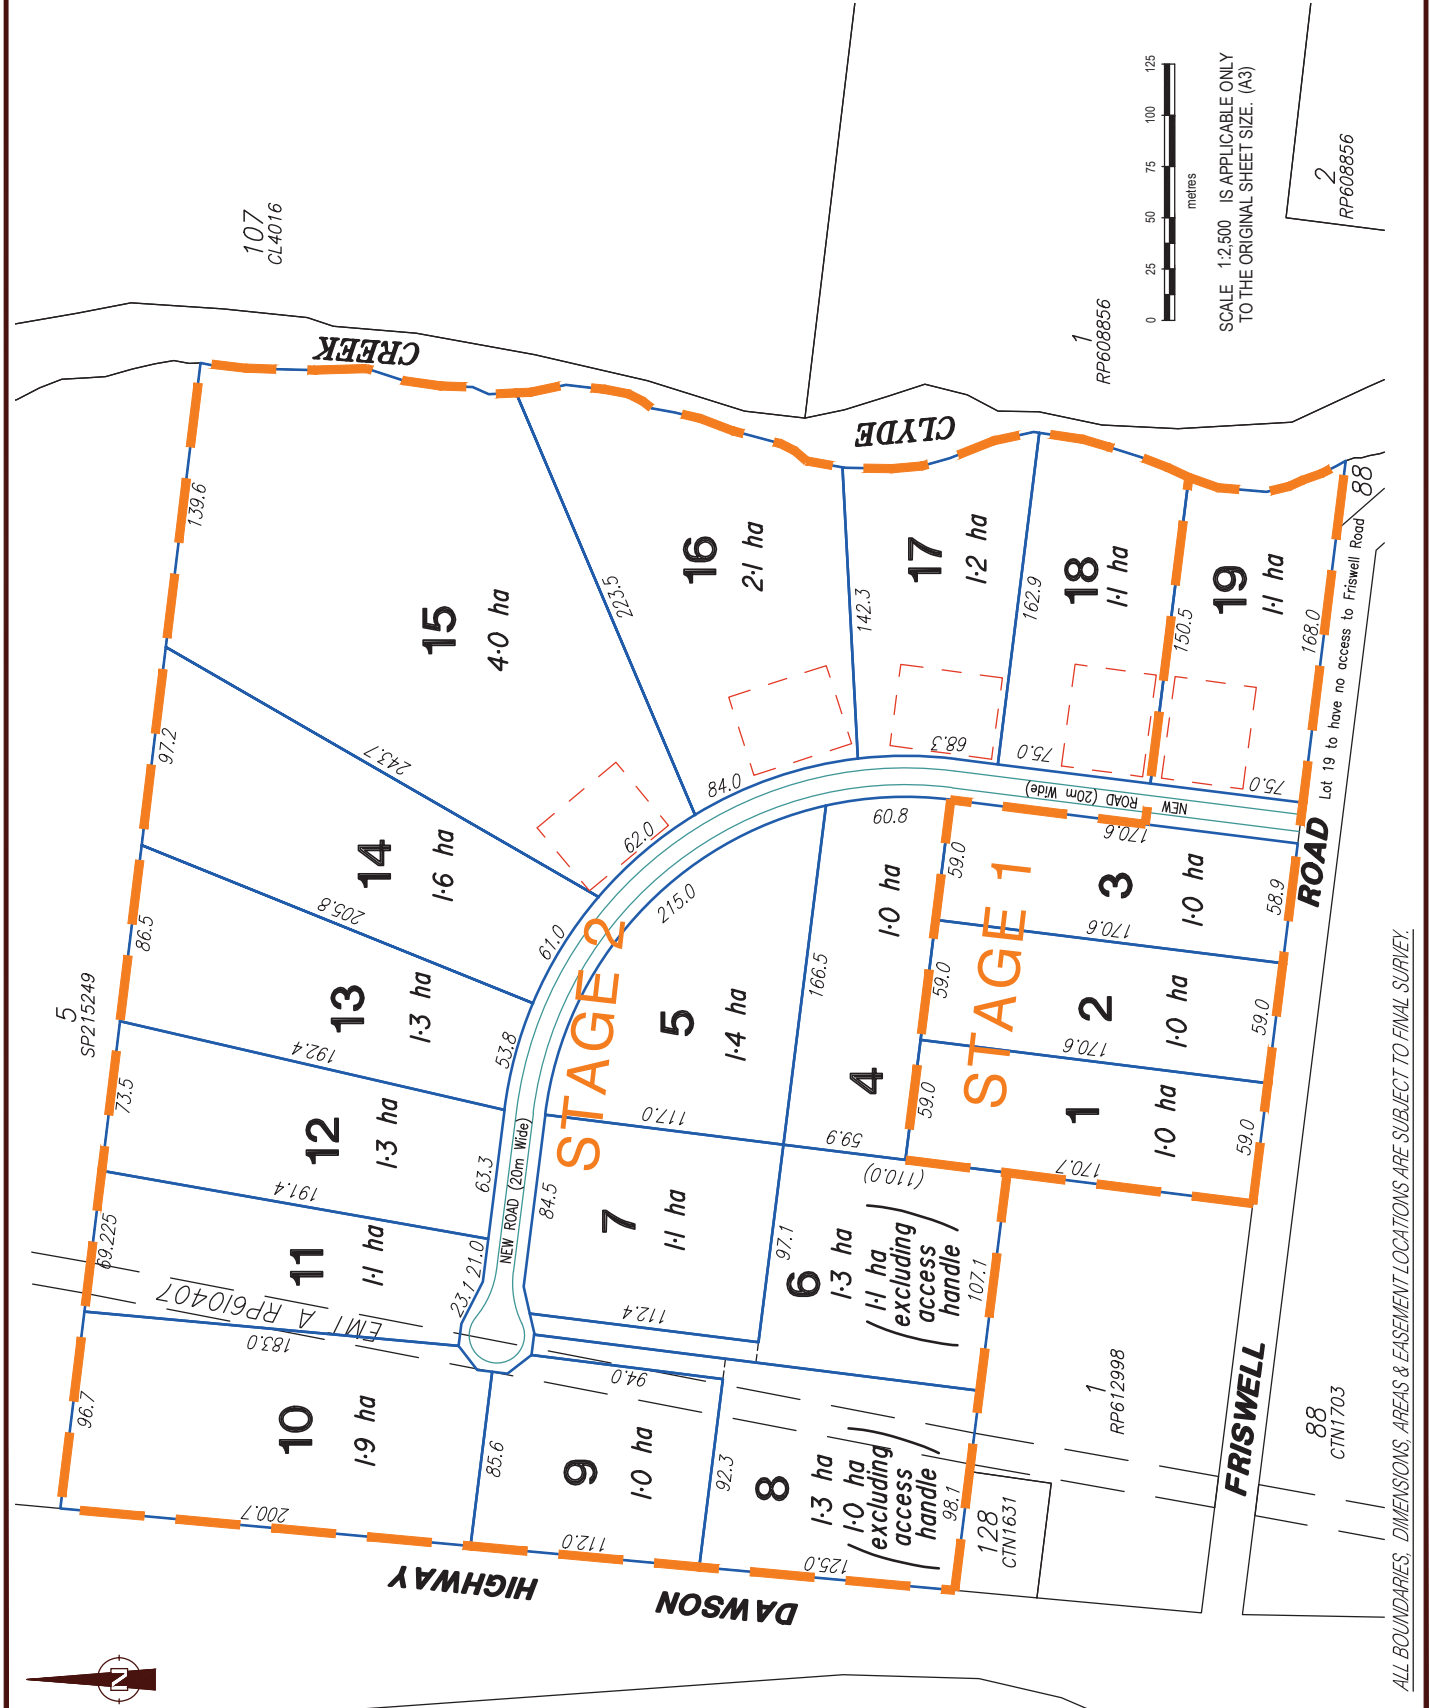 107
CL4016
CREEK
139.6
97.2
86.5
73.5
69.225
96.7
5
SP215249
15
4·0 ha
223.5
243.7
14
1·6 ha
205.8
13
1·3 ha
192.4
12
1·3 ha
191.4
11
1·1 ha
EMT A RP610407
183.0
10
1·9 ha
200.7
16
2·1 ha
142.3
CLYDE
17
1·2 ha
162.9
18
1·1 ha
150.5
19
1·1 ha
168.0
88
Lot 19 to have no access to Friswell Road
62.0
84.0
68.3
75.0
75.0
61.0
53.8
63.3
21.0
23.1
215.0
84.5
NEW ROAD (20m Wide)
NEW ROAD (20m Wide)
STAGE 2
STAGE 1
5
1·4 ha
166.5
117.0
4
1·0 ha
60.8
59.9
(110.0)
59.0
59.0
59.0
3
1·0 ha
170.6
58.9
2
1·0 ha
170.6
59.0
1
1·0 ha
170.6
170.7
59.0
7
1·1 ha
112.4
97.1
6
1·3 ha
1·1 ha
excluding
access
handle
107.1
94.0
9
1·0 ha
85.6
92.3
112.0
8
1·3 ha
1·0 ha
excluding
access
handle
98.1
125.0
128
CTN1631
1
RP612998
88
CTN1703
FRISWELL
ROAD
DAWSON
HIGHWAY
N
1
RP608856
2
RP608856
0 25 50 75 100 125
metres
SCALE 1:2,500 IS APPLICABLE ONLY
TO THE ORIGINAL SHEET SIZE. (A3)
ALL BOUNDARIES, DIMENSIONS, AREAS & EASEMENT LOCATIONS ARE SUBJECT TO FINAL SURVEY.